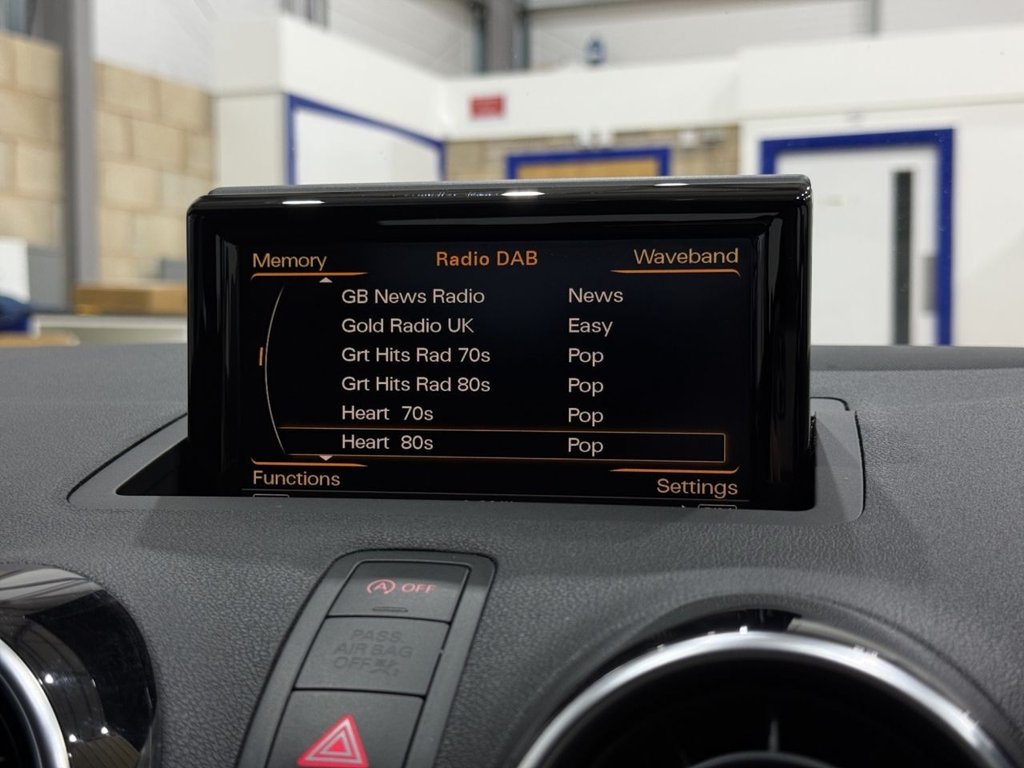 Memory Radio DAB Waveband
GB News Radio News
Gold Radio UK Easy
Grt Hits Rad 70s Pop
Grt Hits Rad 80s Pop
Heart 70s Pop
Heart 80s Pop
Functions Settings
A OFF
PASS
AIR BAG
OFF